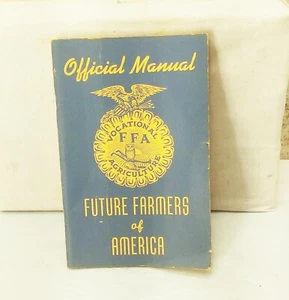 Official Manual
VOCATIONAL
FFA
AGRICULTURE
FUTURE FARMERS
of
AMERICA